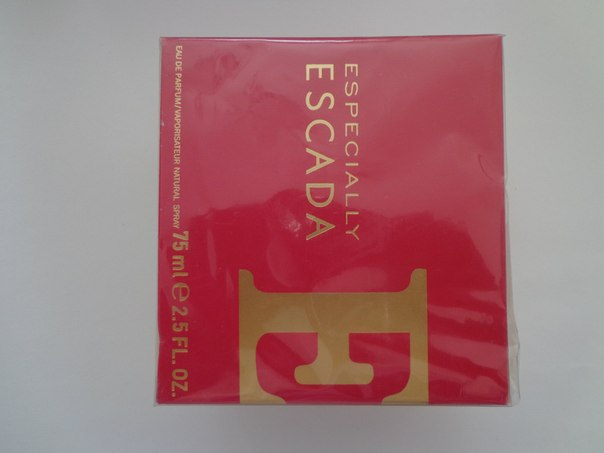 ESPECIALLY
ESCADA
E
EAU DE PARFUM/VAPORISATEUR NATURAL SPRAY 75 ml ℮ 2.5 FL. OZ.